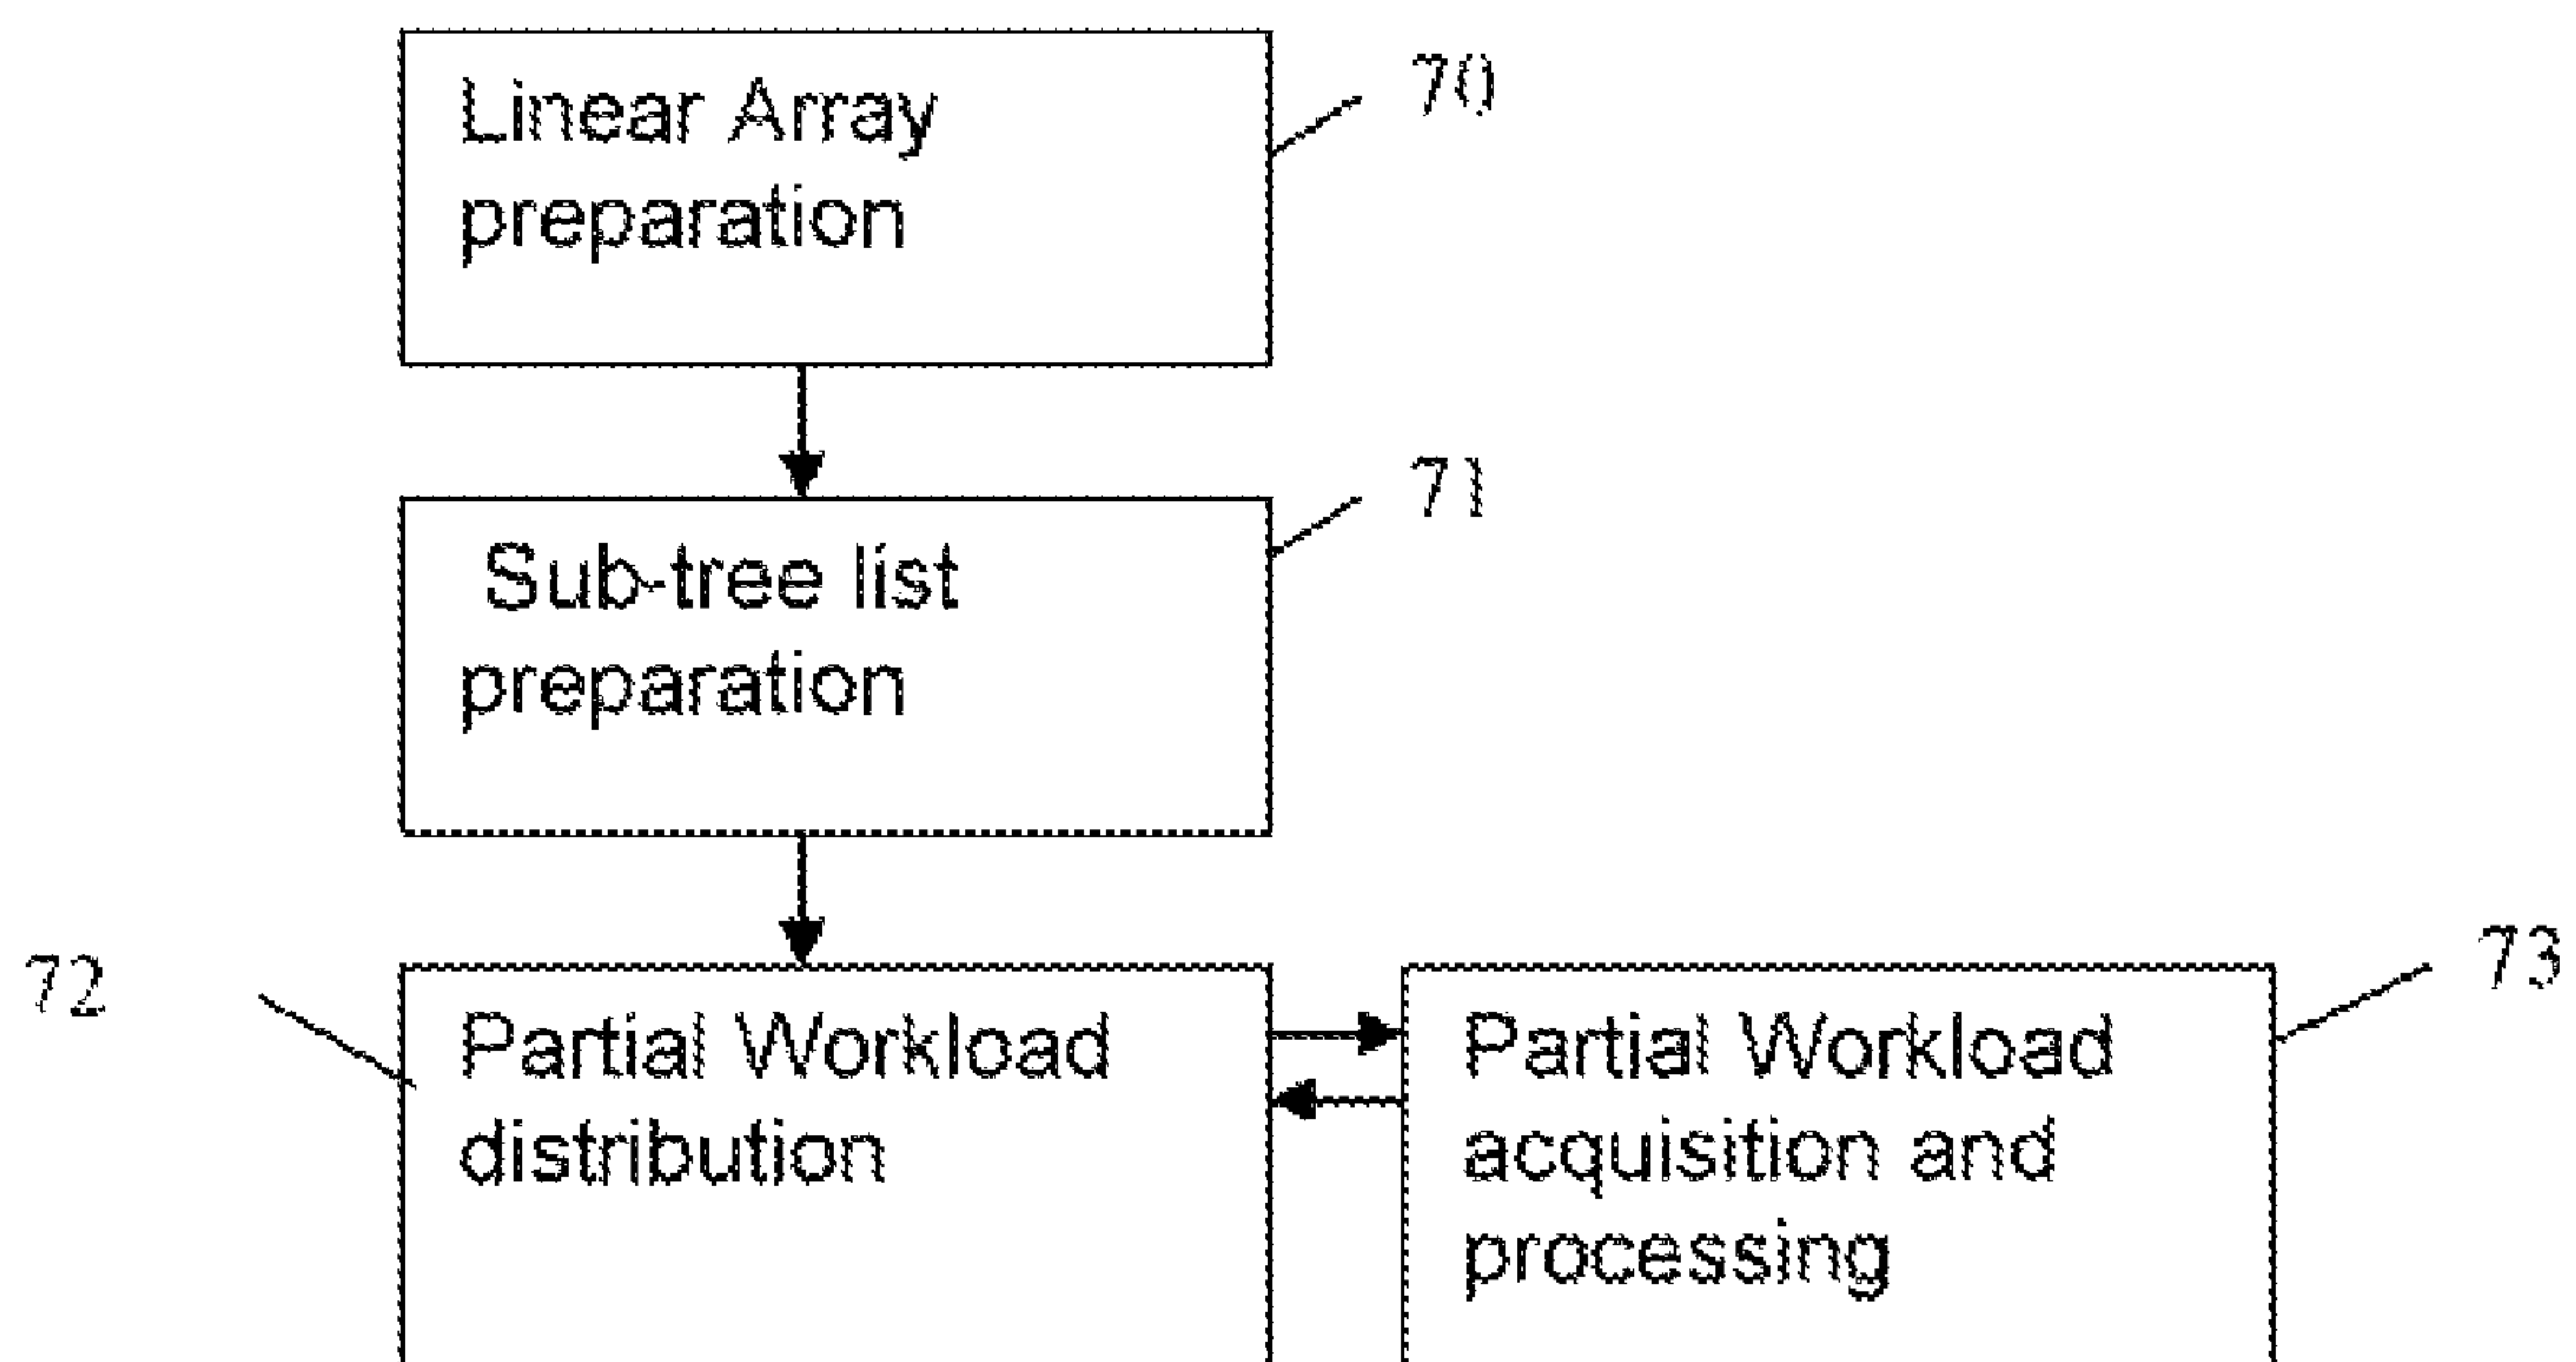 Linear Array
preparation
70
Sub-tree list
preparation
71
72
Partial Workload
distribution
Partial Workload
acquisition and
processing
73